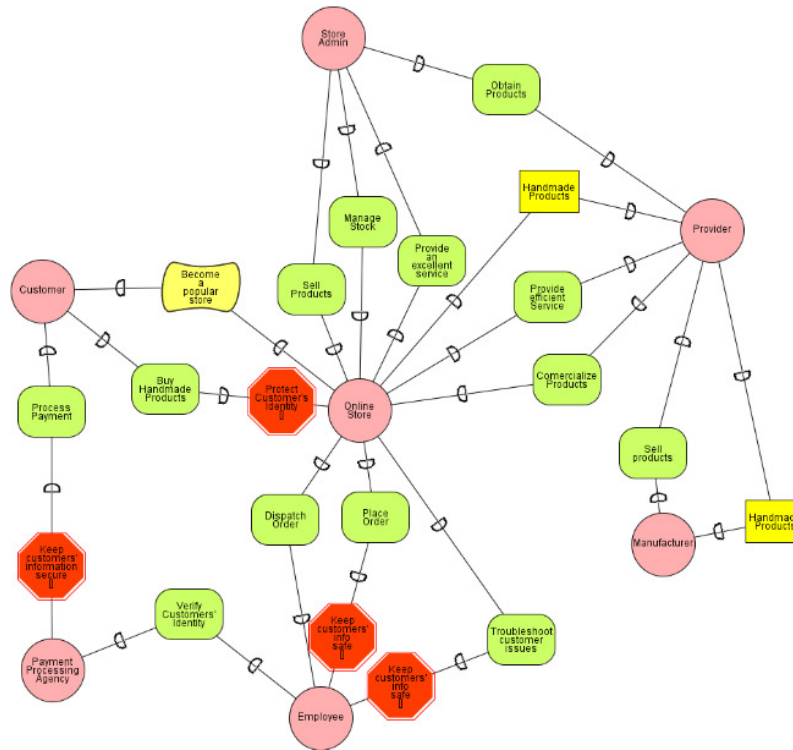 Store
Admin
Obtain
Products
Handmade
Products
Provider
Manage
Stock
Provide
an
excellent
service
Become
a
popular
store
Sell
Products
Provide
efficient
Service
Customer
Buy
Handmade
Products
Protect
Customer's
Identity
Online
Store
Comercialize
Products
Process
Payment
Sell
products
Dispatch
Order
Place
Order
Handmade
Products
Manufacturer
Keep
customers'
information
secure
Verify
Customers'
Identity
Keep
customers'
info
safe
Troubleshoot
customer
issues
Keep
customers'
info
safe
Payment
Processing
Agency
Employee